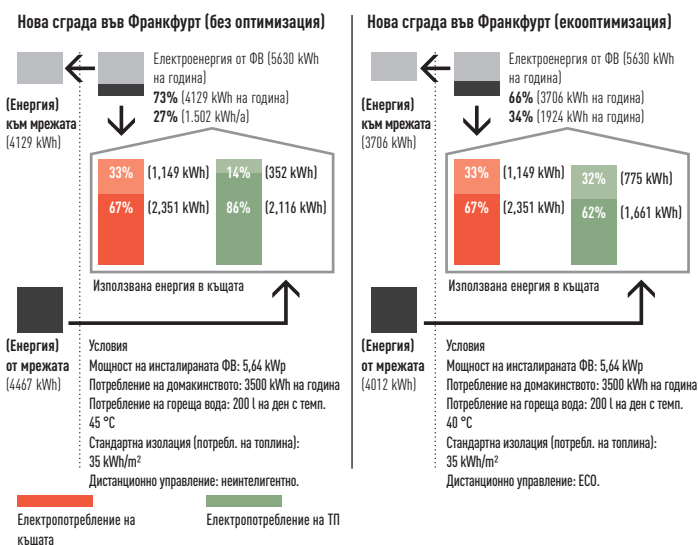 Нова сграда във Франкфурт (без оптимизация)
Електроенергия от ФВ (5630 kWh
на година)
73% (4129 kWh на година)
27% (1.502 kWh/a)
(Енергия)
към мрежата
(4129 kWh)
33% (1,149 kWh) 14% (352 kWh)
67% (2,351 kWh) 86% (2,116 kWh)
Използвана енергия в къщата
(Енергия)
от мрежата
(4467 kWh)
Условия
Мощност на инсталираната ФВ: 5,64 kWp
Потребление на домакинството: 3500 kWh на година
Потребление на гореща вода: 200 l на ден с темп.
45 °C
Стандартна изолация (потребл. на топлина):
35 kWh/m²
Дистанционно управление: неинтелигентно.
Нова сграда във Франкфурт (екооптимизация)
Електроенергия от ФВ (5630 kWh
на година)
66% (3706 kWh на година)
34% (1924 kWh на година)
(Енергия)
към мрежата
(3706 kWh)
33% (1,149 kWh) 32% (775 kWh)
67% (2,351 kWh) 62% (1,661 kWh)
Използвана енергия в къщата
(Енергия)
от мрежата
(4012 kWh)
Условия
Мощност на инсталираната ФВ: 5,64 kWp
Потребление на домакинството: 3500 kWh на година
Потребление на гореща вода: 200 l на ден с темп.
40 °C
Стандартна изолация (потребл. на топлина):
35 kWh/m²
Дистанционно управление: ECO.
Електропотребление на
къщата
Електропотребление на ТП